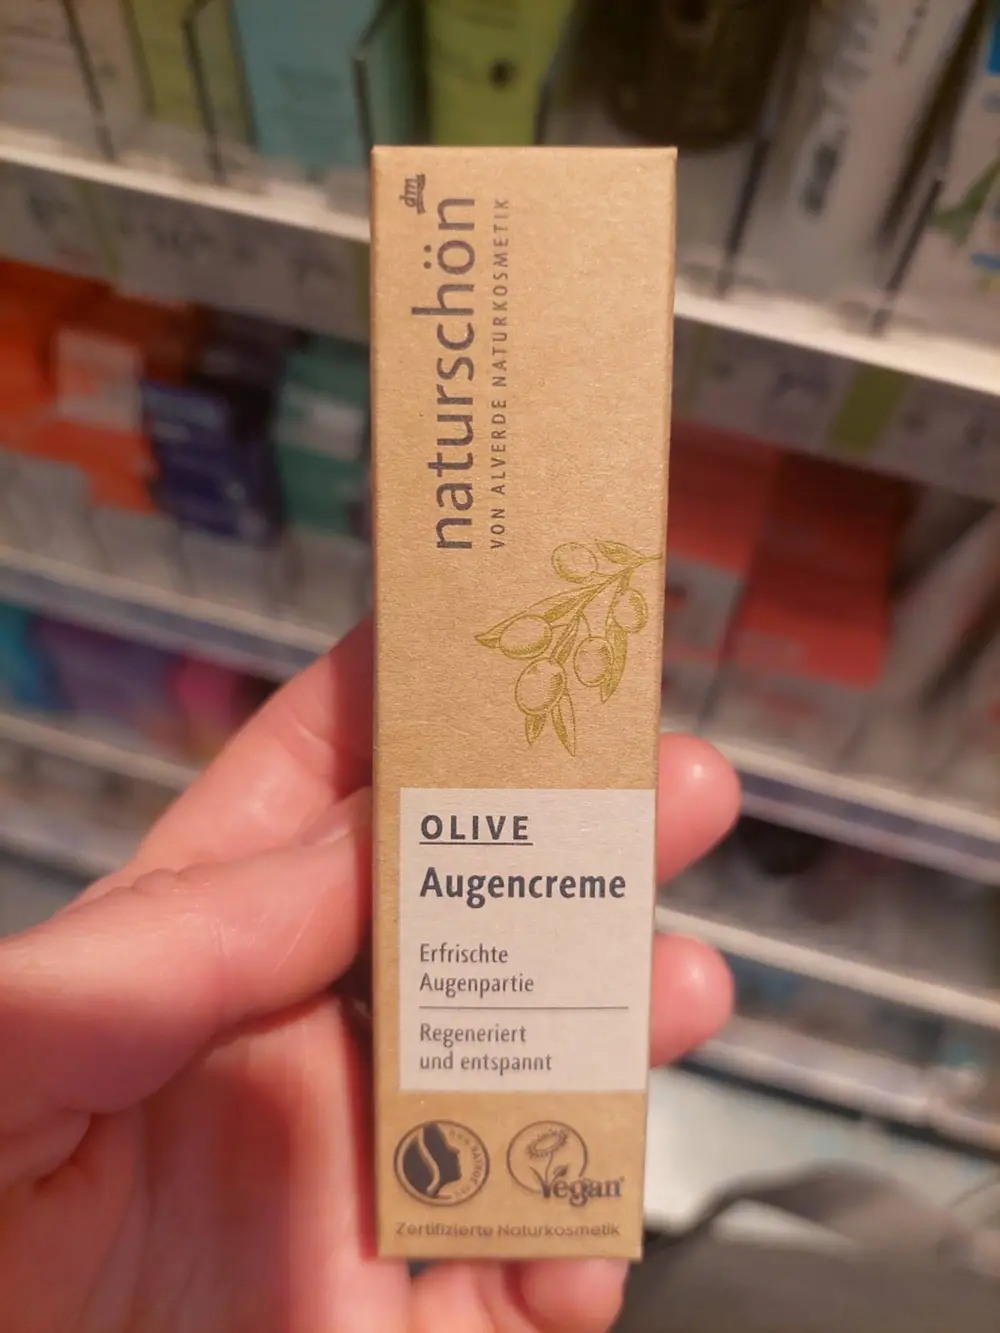 dm
naturschön
VON ALVERDE NATURKOSMETIK
OLIVE
Augencreme
Erfrischte
Augenpartie
Regeneriert
und entspannt
Vegan
Zertifizierte Naturkosmetik